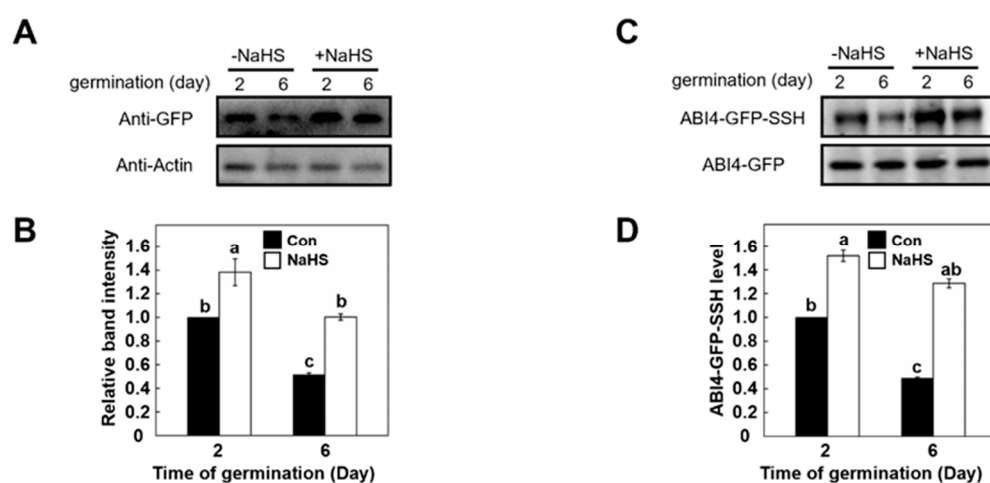 A
-NaHS +NaHS
germination (day) 2 6 2 6
Anti-GFP
Anti-Actin
B
Relative band intensity
1.6
1.4
1.2
1.0
0.8
0.6
0.4
0.2
0
Con
NaHS
b a c b
2 6
Time of germination (Day)
C
-NaHS +NaHS
germination (day) 2 6 2 6
ABI4-GFP-SSH
ABI4-GFP
D
ABI4-GFP-SSH level
1.6
1.4
1.2
1.0
0.8
0.6
0.4
0.2
0
Con
NaHS
b a c ab
2 6
Time of germination (Day)